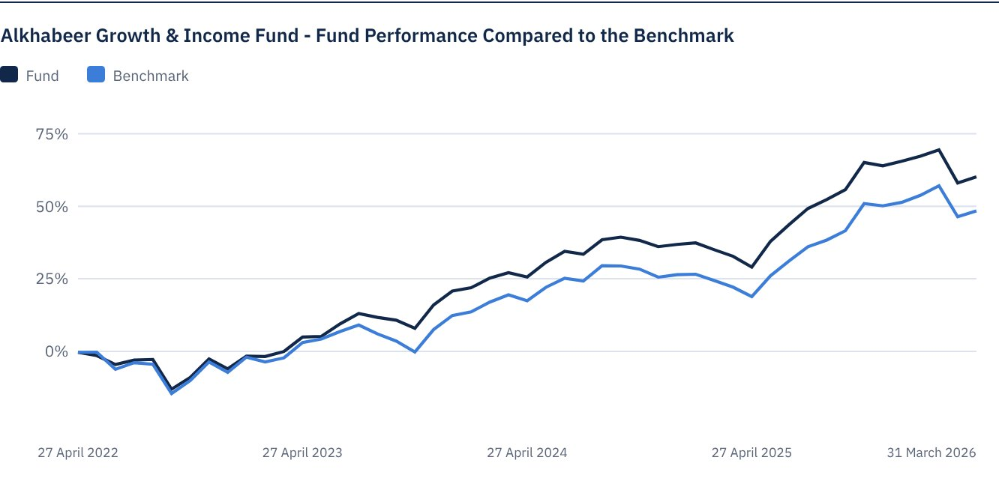 Alkhabeer Growth & Income Fund - Fund Performance Compared to the Benchmark
Fund Benchmark
75%
50%
25%
0%
27 April 2022 27 April 2023 27 April 2024 27 April 2025 31 March 2026